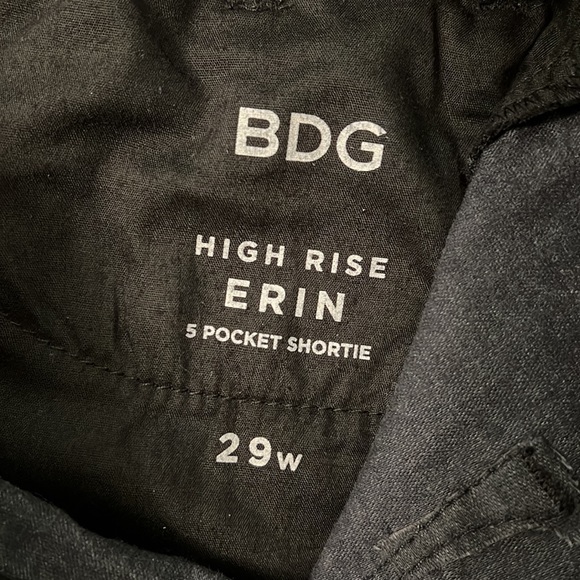 BDG
HIGH RISE
ERIN
5 POCKET SHORTIE
29W